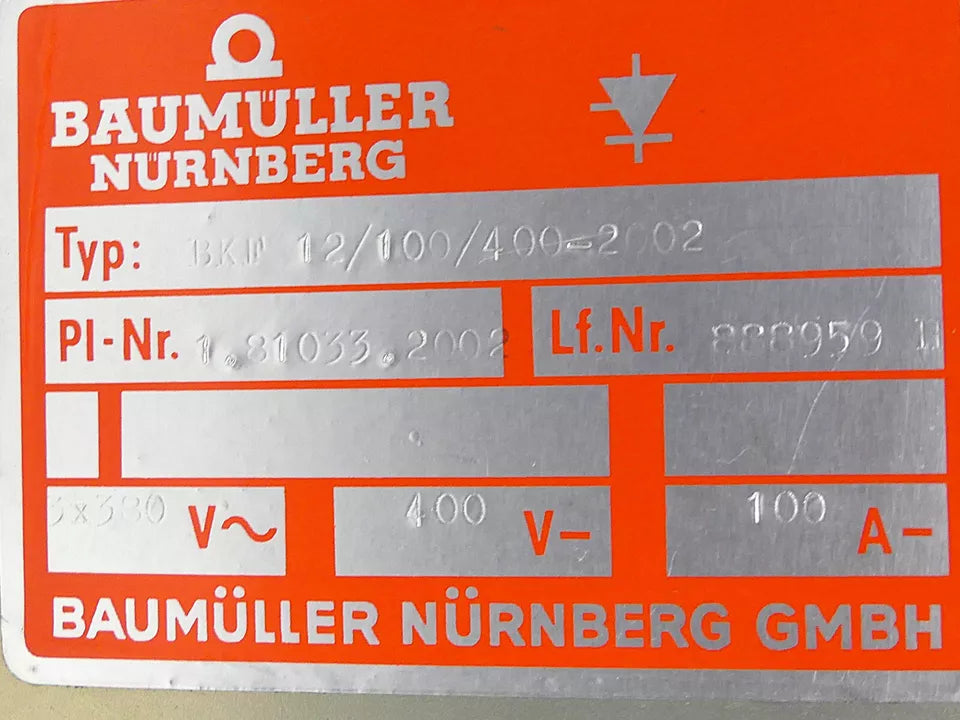 BAUMÜLLER
NÜRNBERG
Typ: BKF 12/100/400-2002
Pl-Nr. 1.81033.2002 Lf.Nr. 888959 H
3x380 V~ 400 V– 100 A–
BAUMÜLLER NÜRNBERG GMBH